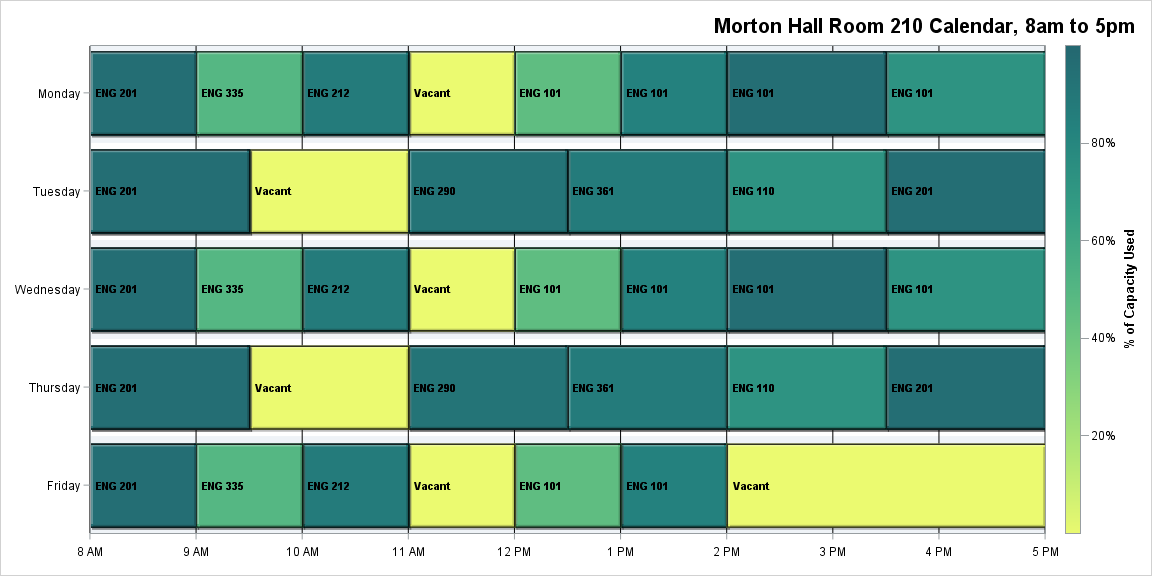 Morton Hall Room 210 Calendar, 8am to 5pm
Monday ENG 201 ENG 335 ENG 212 Vacant ENG 101 ENG 101 ENG 101 ENG 101
80%
Tuesday ENG 201 Vacant ENG 290 ENG 361 ENG 110 ENG 201
60%
Wednesday ENG 201 ENG 335 ENG 212 Vacant ENG 101 ENG 101 ENG 101 ENG 101
% of Capacity Used
40%
Thursday ENG 201 Vacant ENG 290 ENG 361 ENG 110 ENG 201
20%
Friday ENG 201 ENG 335 ENG 212 Vacant ENG 101 ENG 101 Vacant
8 AM 9 AM 10 AM 11 AM 12 PM 1 PM 2 PM 3 PM 4 PM 5 PM